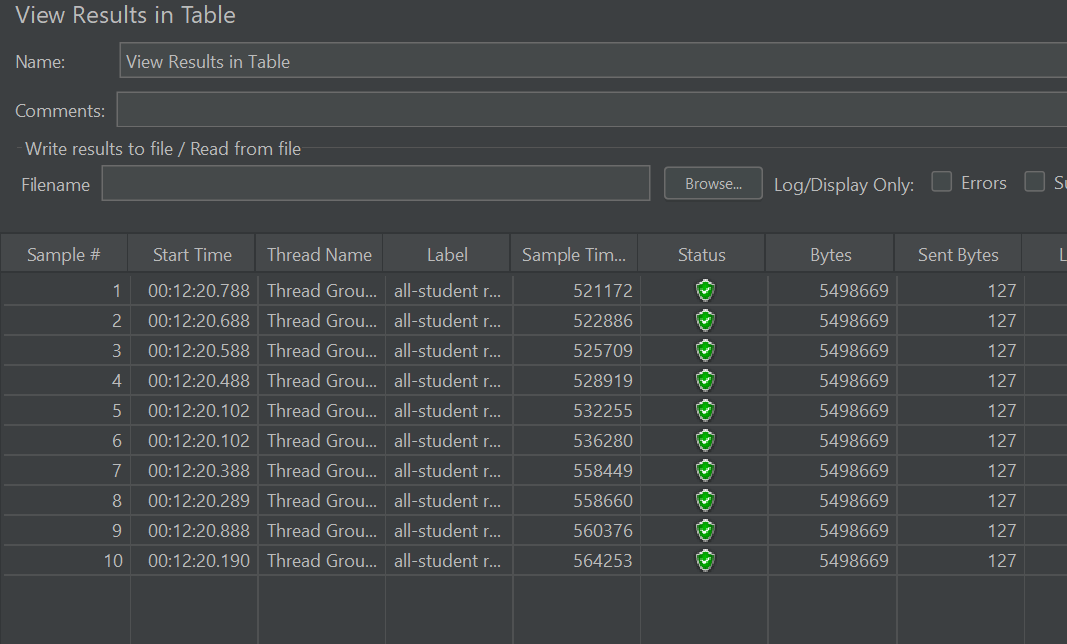 View Results in Table
Name: View Results in Table
Comments:
Write results to file / Read from file
Filename Browse... Log/Display Only: Errors Su
Sample # Start Time Thread Name Label Sample Tim... Status Bytes Sent Bytes L
1 00:12:20.788 Thread Grou... all-student r... 521172 5498669 127
2 00:12:20.688 Thread Grou... all-student r... 522886 5498669 127
3 00:12:20.588 Thread Grou... all-student r... 525709 5498669 127
4 00:12:20.488 Thread Grou... all-student r... 528919 5498669 127
5 00:12:20.102 Thread Grou... all-student r... 532255 5498669 127
6 00:12:20.102 Thread Grou... all-student r... 536280 5498669 127
7 00:12:20.388 Thread Grou... all-student r... 558449 5498669 127
8 00:12:20.289 Thread Grou... all-student r... 558660 5498669 127
9 00:12:20.888 Thread Grou... all-student r... 560376 5498669 127
10 00:12:20.190 Thread Grou... all-student r... 564253 5498669 127